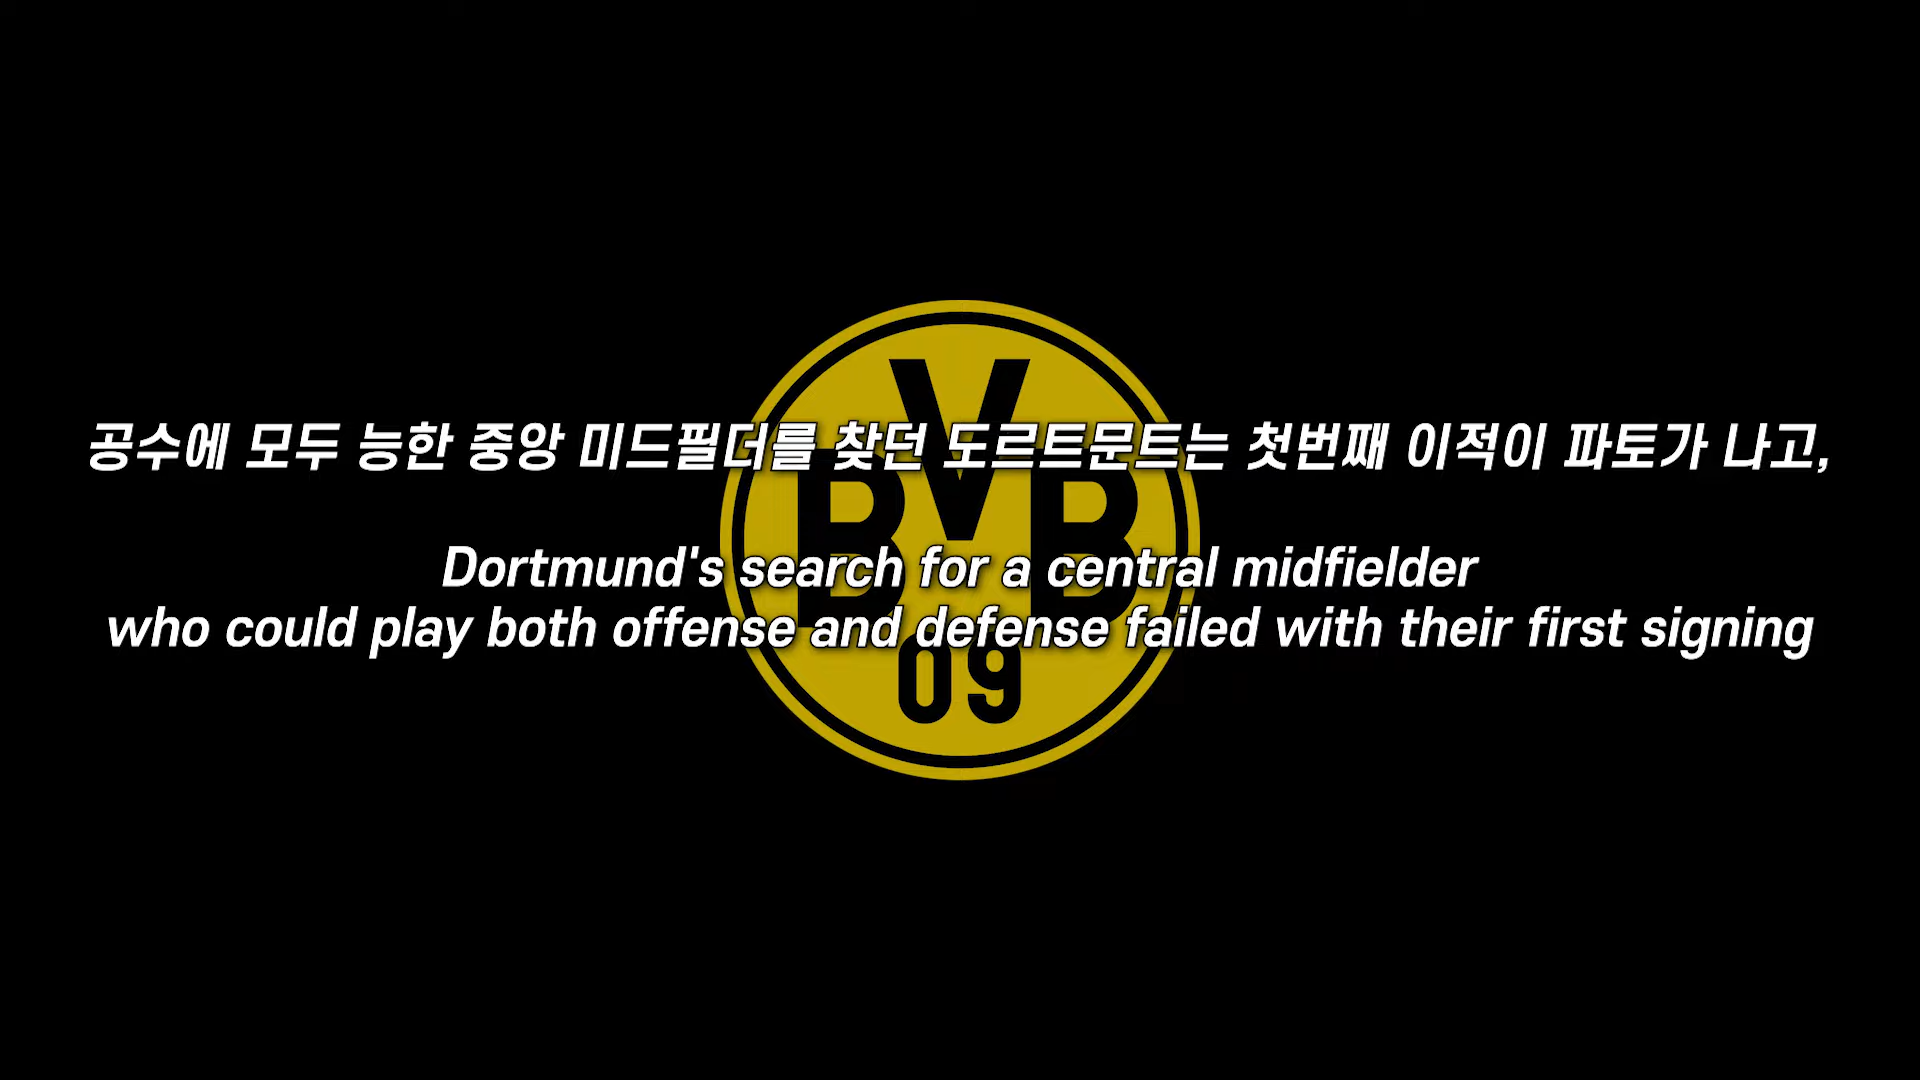 공수에 모두 능한 중앙 미드필더를 찾던 도르트문트는 첫번째 이적이 파토가 나고,
Dortmund's search for a central midfielder
who could play both offense and defense failed with their first signing
BVB
09